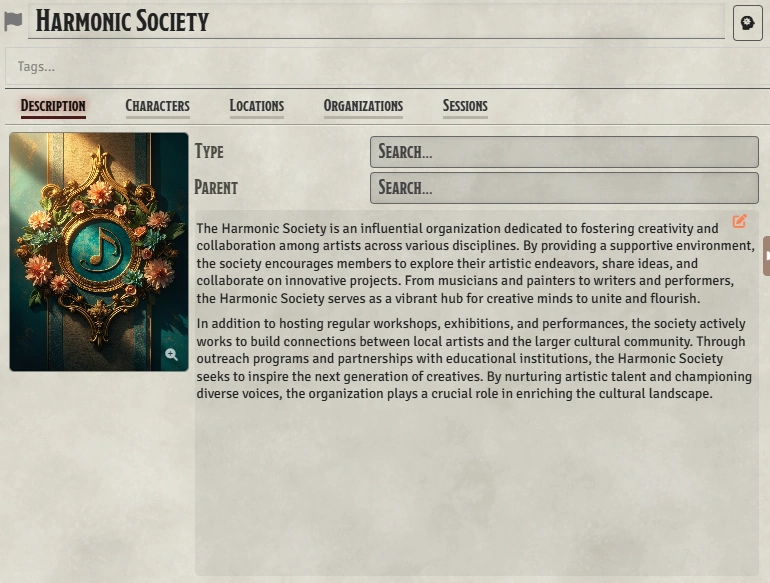 Harmonic Society
Tags...
Description Characters Locations Organizations Sessions
Type Search...
Parent Search...
The Harmonic Society is an influential organization dedicated to fostering creativity and
collaboration among artists across various disciplines. By providing a supportive environment,
the society encourages members to explore their artistic endeavors, share ideas, and
collaborate on innovative projects. From musicians and painters to writers and performers,
the Harmonic Society serves as a vibrant hub for creative minds to unite and flourish.
In addition to hosting regular workshops, exhibitions, and performances, the society actively
works to build connections between local artists and the larger cultural community. Through
outreach programs and partnerships with educational institutions, the Harmonic Society
seeks to inspire the next generation of creatives. By nurturing artistic talent and championing
diverse voices, the organization plays a crucial role in enriching the cultural landscape.